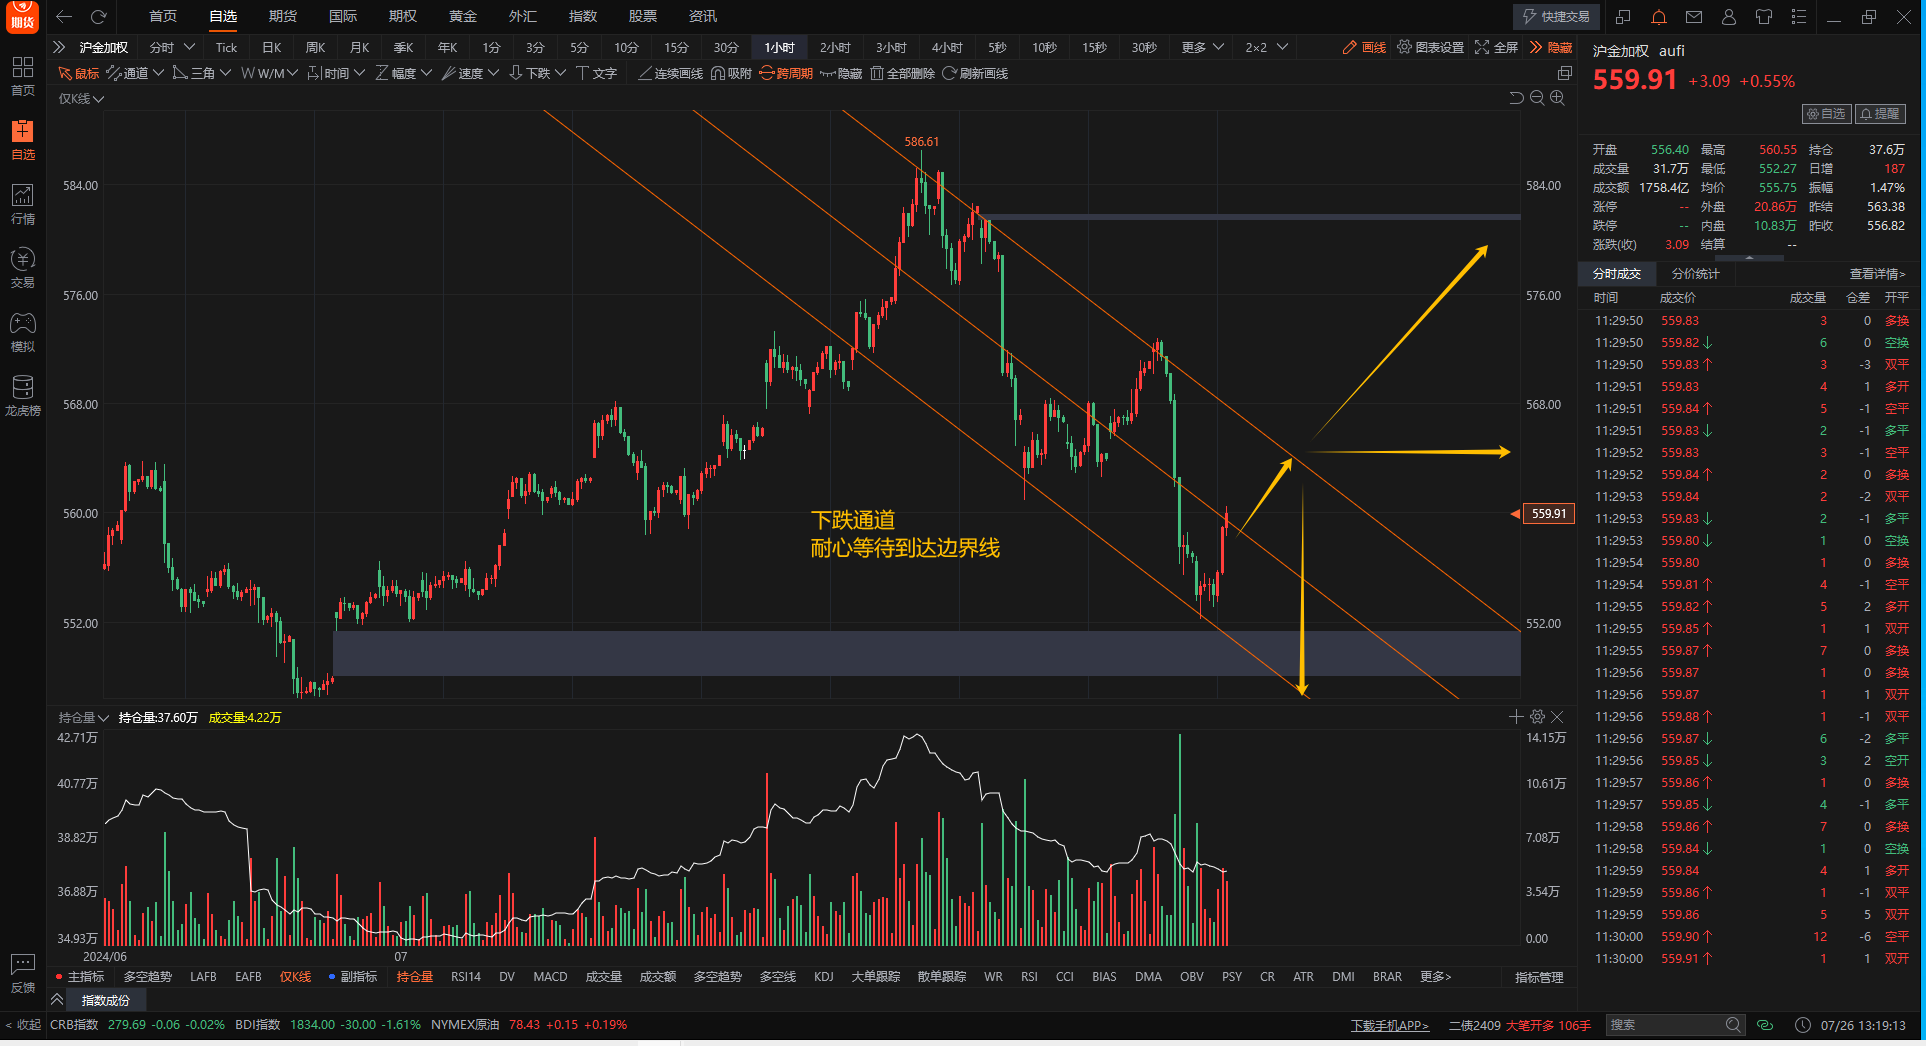 期货 首页 自选 期货 国际 期权 黄金 外汇 指数 股票 资讯 快捷交易
沪金加权 分时 Tick 日K 周K 月K 季K 年K 1分 3分 5分 10分 15分 30分 1小时 2小时 3小时 4小时 5秒 10秒 15秒 30秒 更多 2×2 画线 图表设置 全屏 隐藏
鼠标 通道 三角 W/M 时间 幅度 速度 下跌 文字 连续画线 吸附 跨周期 隐藏 全部删除 刷新画线
首页
自选
行情
交易
模拟
龙虎榜
反馈
< 收起
仅K线
586.61
584.00 584.00
576.00 576.00
568.00 568.00
560.00 559.91
552.00 552.00
下跌通道
耐心等待到达边界线
持仓量 持仓量:37.60万 成交量:4.22万
42.71万 14.15万
40.77万 10.61万
38.82万 7.08万
36.88万 3.54万
34.93万 0.00
2024/06 07
主指标 多空趋势 LAFB EAFB 仅K线 副指标 持仓量 RSI14 DV MACD 成交量 成交额 多空趋势 多空线 KDJ 大单跟踪 散单跟踪 WR RSI CCI BIAS DMA OBV PSY CR ATR DMI BRAR 更多> 指标管理
指数成份
沪金加权 aufi
559.91 +3.09 +0.55%
自选 提醒
开盘 556.40 最高 560.55 持仓 37.6万
成交量 31.7万 最低 552.27 日增 187
成交额 1758.4亿 均价 555.75 振幅 1.47%
涨停 -- 外盘 20.86万 昨结 563.38
跌停 -- 内盘 10.83万 昨收 556.82
涨跌(收) 3.09 结算 --
分时成交 分价统计 查看详情>
时间 成交价 成交量 仓差 开平
11:29:50 559.83 3 0 多换
11:29:50 559.82↓ 6 0 空换
11:29:50 559.83↑ 3 -3 双平
11:29:51 559.83 4 1 多开
11:29:51 559.84↑ 5 -1 空平
11:29:51 559.83↓ 2 -1 多平
11:29:52 559.83 3 -1 空平
11:29:52 559.84↑ 2 0 多换
11:29:53 559.84 2 -2 双平
11:29:53 559.83↓ 2 -1 多平
11:29:53 559.80↓ 1 0 空换
11:29:54 559.80 1 0 多换
11:29:54 559.81↑ 4 -1 空平
11:29:55 559.82↑ 5 2 多开
11:29:55 559.85↑ 1 1 双开
11:29:55 559.87↑ 7 0 多换
11:29:56 559.87 1 0 多换
11:29:56 559.87 1 1 双开
11:29:56 559.88↑ 1 -1 双平
11:29:56 559.87↓ 6 -2 多平
11:29:56 559.85↓ 3 2 空开
11:29:57 559.86↑ 1 0 多换
11:29:57 559.85↓ 4 -1 多平
11:29:58 559.86↑ 7 0 多换
11:29:58 559.84↓ 1 0 空换
11:29:59 559.84 4 1 多开
11:29:59 559.86↑ 1 -1 双平
11:29:59 559.86 5 5 双开
11:30:00 559.90↑ 12 -6 空平
11:30:00 559.91↑ 1 1 双开
CRB指数 279.69 -0.06 -0.02% BDI指数 1834.00 -30.00 -1.61% NYMEX原油 78.43 +0.15 +0.19% 下载手机APP> 二债2409 大笔开多 106手 搜索 07/26 13:19:13